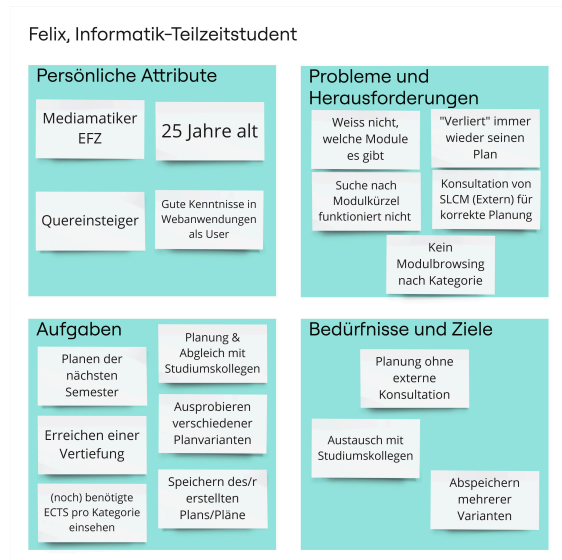 Felix, Informatik-Teilzeitstudent
Persönliche Attribute
Mediamatiker
EFZ
25 Jahre alt
Quereinsteiger
Gute Kenntnisse in
Webanwendungen
als User
Probleme und
Herausforderungen
Weiss nicht,
welche Module
es gibt
"Verliert" immer
wieder seinen
Plan
Suche nach
Modulkürzel
funktioniert nicht
Konsultation von
SLCM (Extern) für
korrekte Planung
Kein
Modulbrowsing
nach Kategorie
Aufgaben
Planen der
nächsten
Semester
Planung &
Abgleich mit
Studiumskollegen
Erreichen einer
Vertiefung
Ausprobieren
verschiedener
Planvarianten
(noch) benötigte
ECTS pro Kategorie
einsehen
Speichern des/r
erstellten
Plans/Pläne
Bedürfnisse und Ziele
Planung ohne
externe
Konsultation
Austausch mit
Studiumskollegen
Abspeichern
mehrerer
Varianten